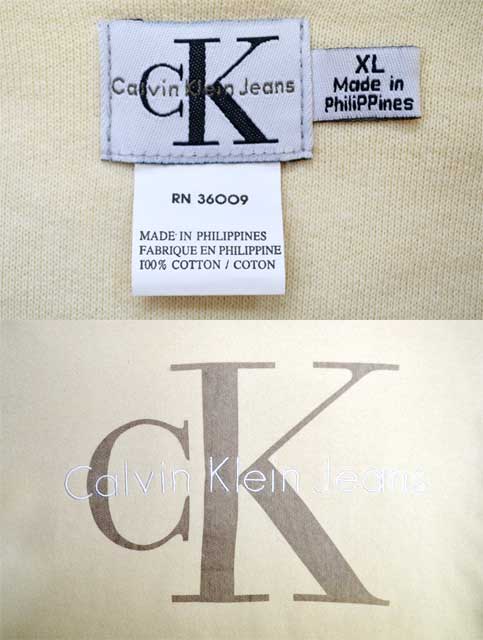 CK
Calvin Klein Jeans
XL
Made in
PhiliPPines
RN 36009
MADE IN PHILIPPINES
FABRIQUE EN PHILIPPINE
100% COTTON / COTON
CK
Calvin Klein Jeans